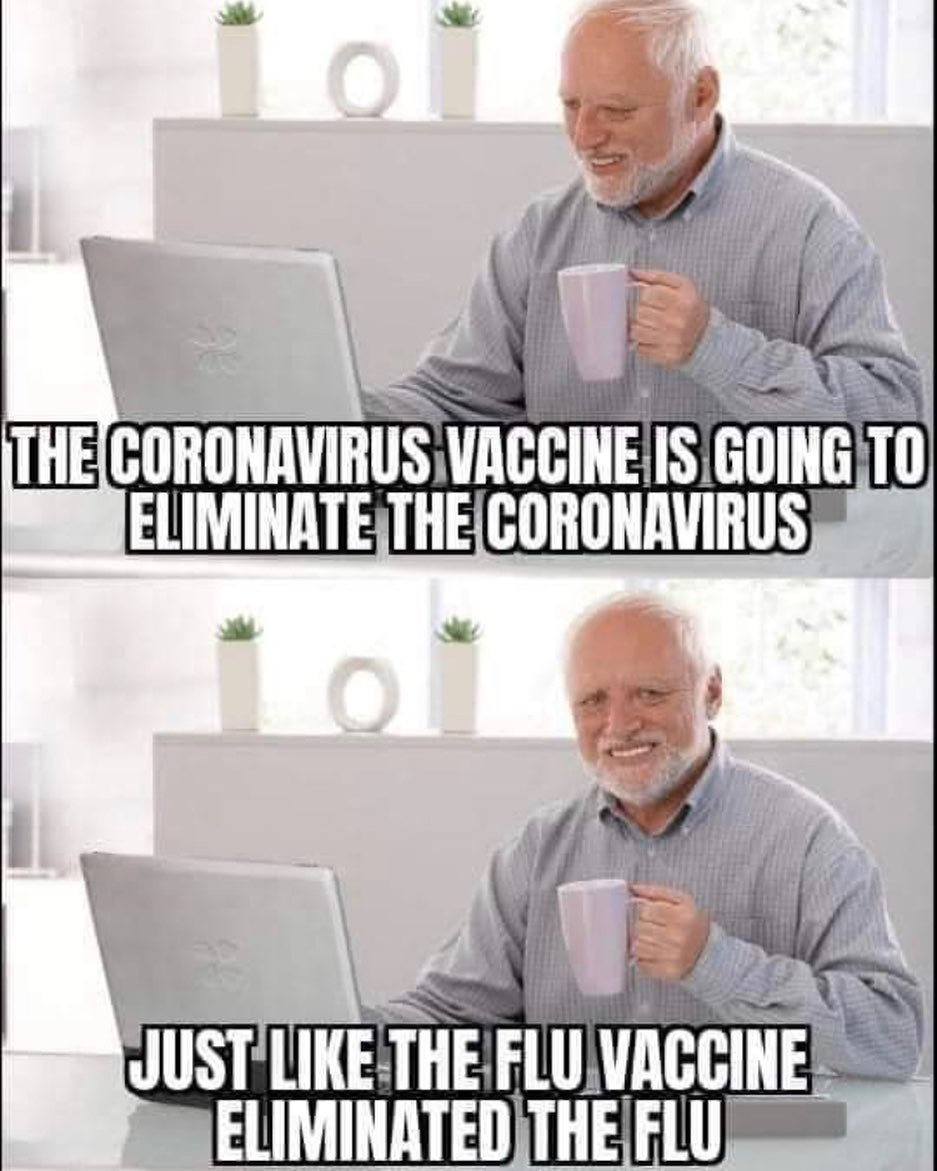 THE CORONAVIRUS VACCINE IS GOING TO
ELIMINATE THE CORONAVIRUS
JUST LIKE THE FLU VACCINE
ELIMINATED THE FLU